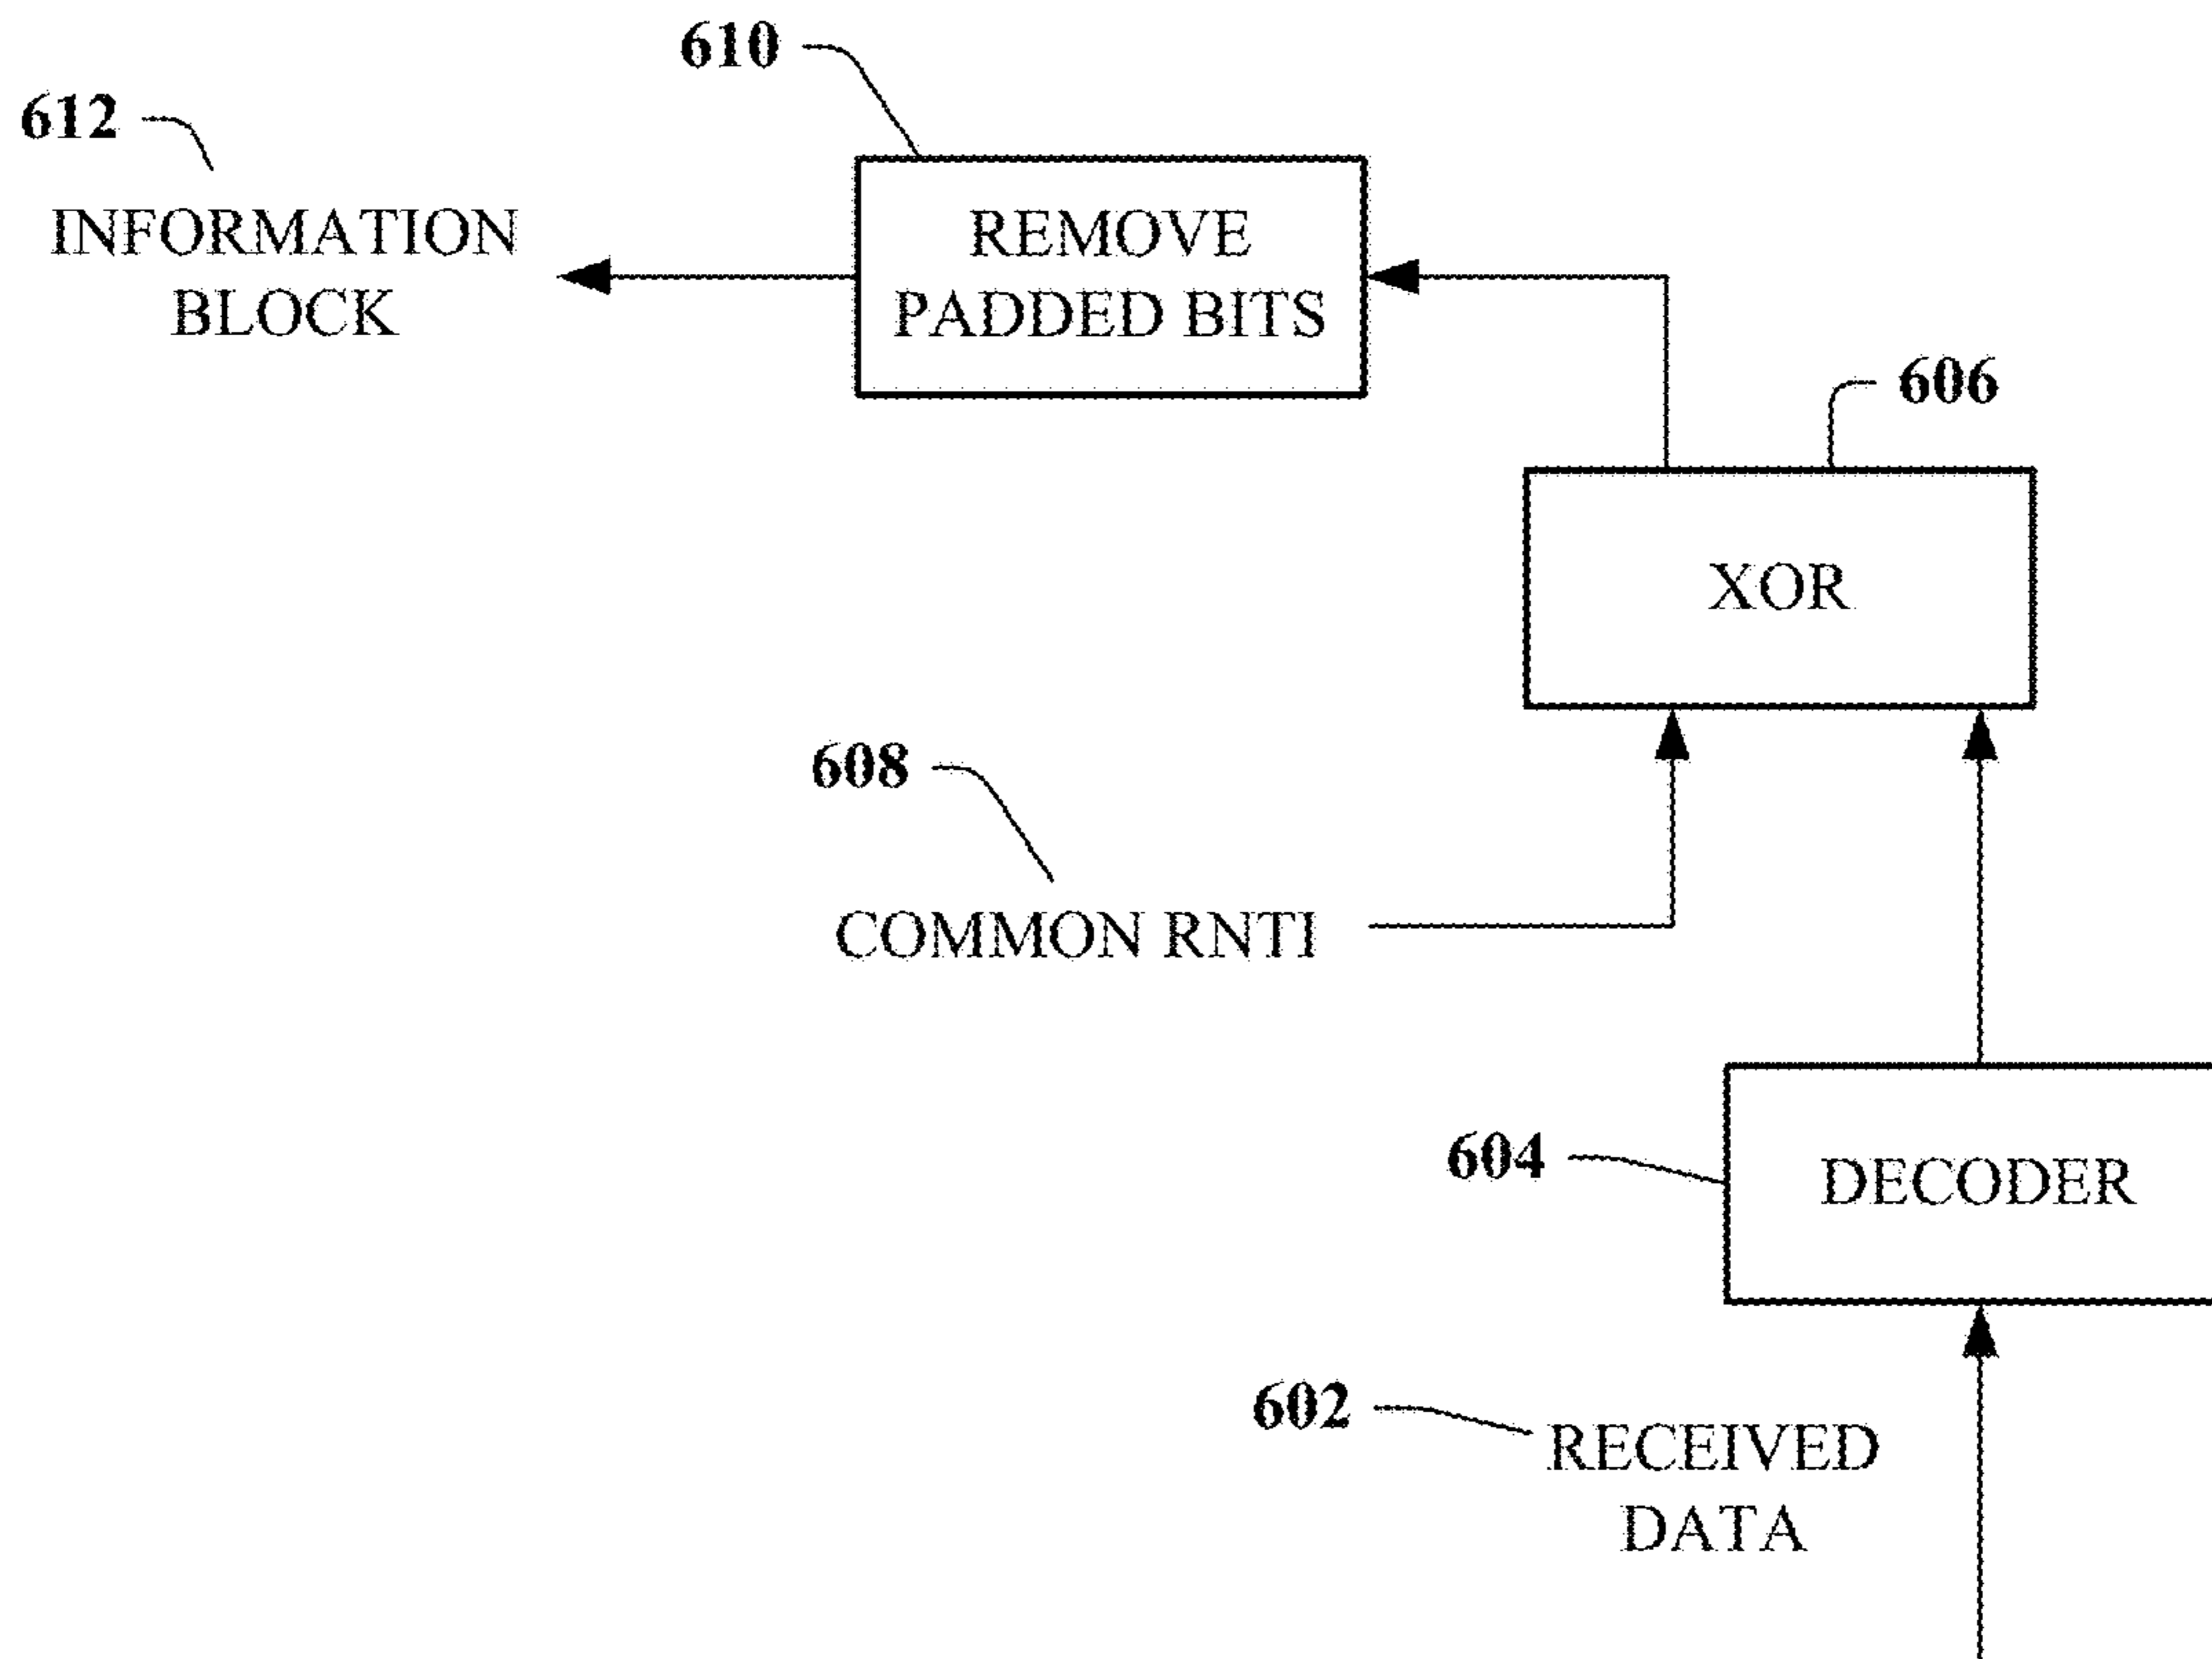 610
612
INFORMATION
BLOCK
REMOVE
PADDED BITS
606
XOR
608
COMMON RNTI
604
DECODER
602
RECEIVED
DATA